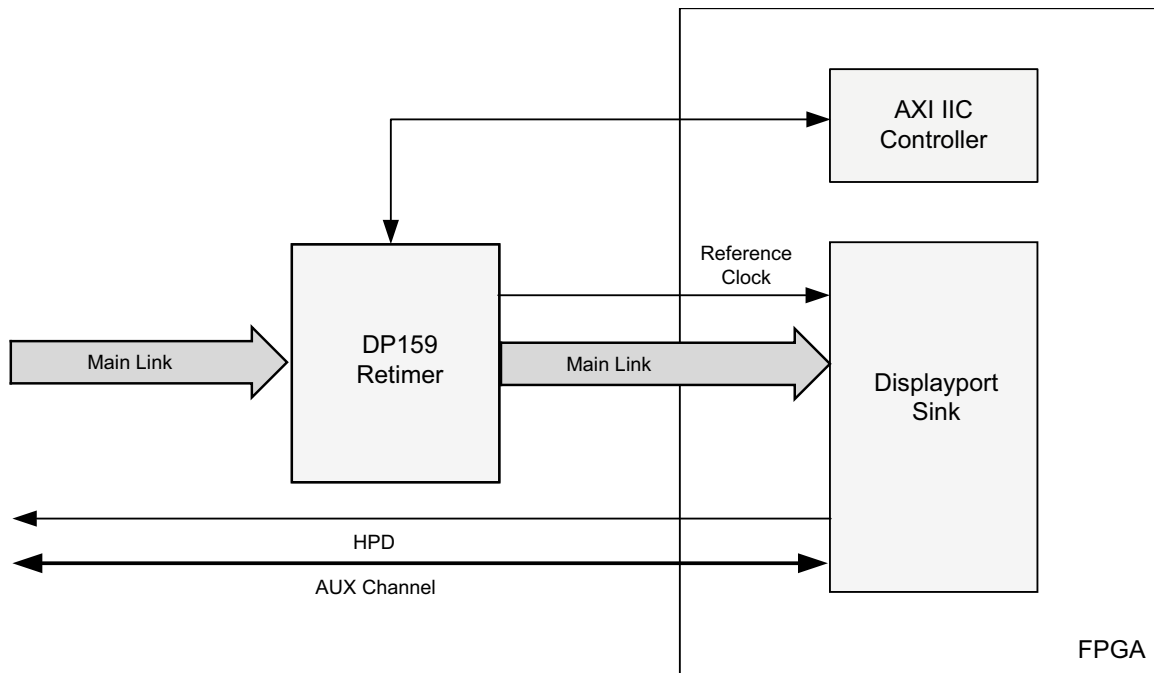 AXI IIC
Controller
Reference
Clock
DP159
Retimer
Main Link
Main Link
Displayport
Sink
HPD
AUX Channel
FPGA